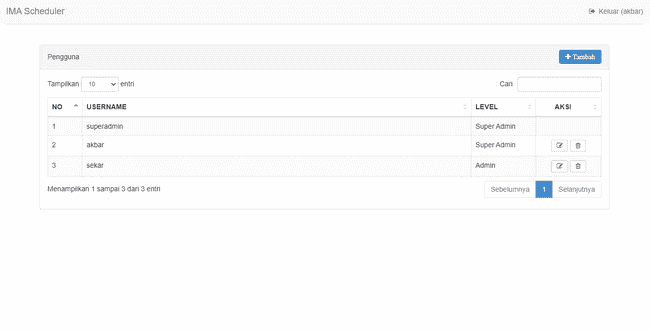 IMA Scheduler
Keluar (akbar)
Pengguna
Tambah
Tampilkan 10 entri
Cari
NO USERNAME LEVEL AKSI
1 superadmin Super Admin
2 akbar Super Admin
3 sekar Admin
Menampilkan 1 sampai 3 dari 3 entri
Sebelumnya 1 Selanjutnya